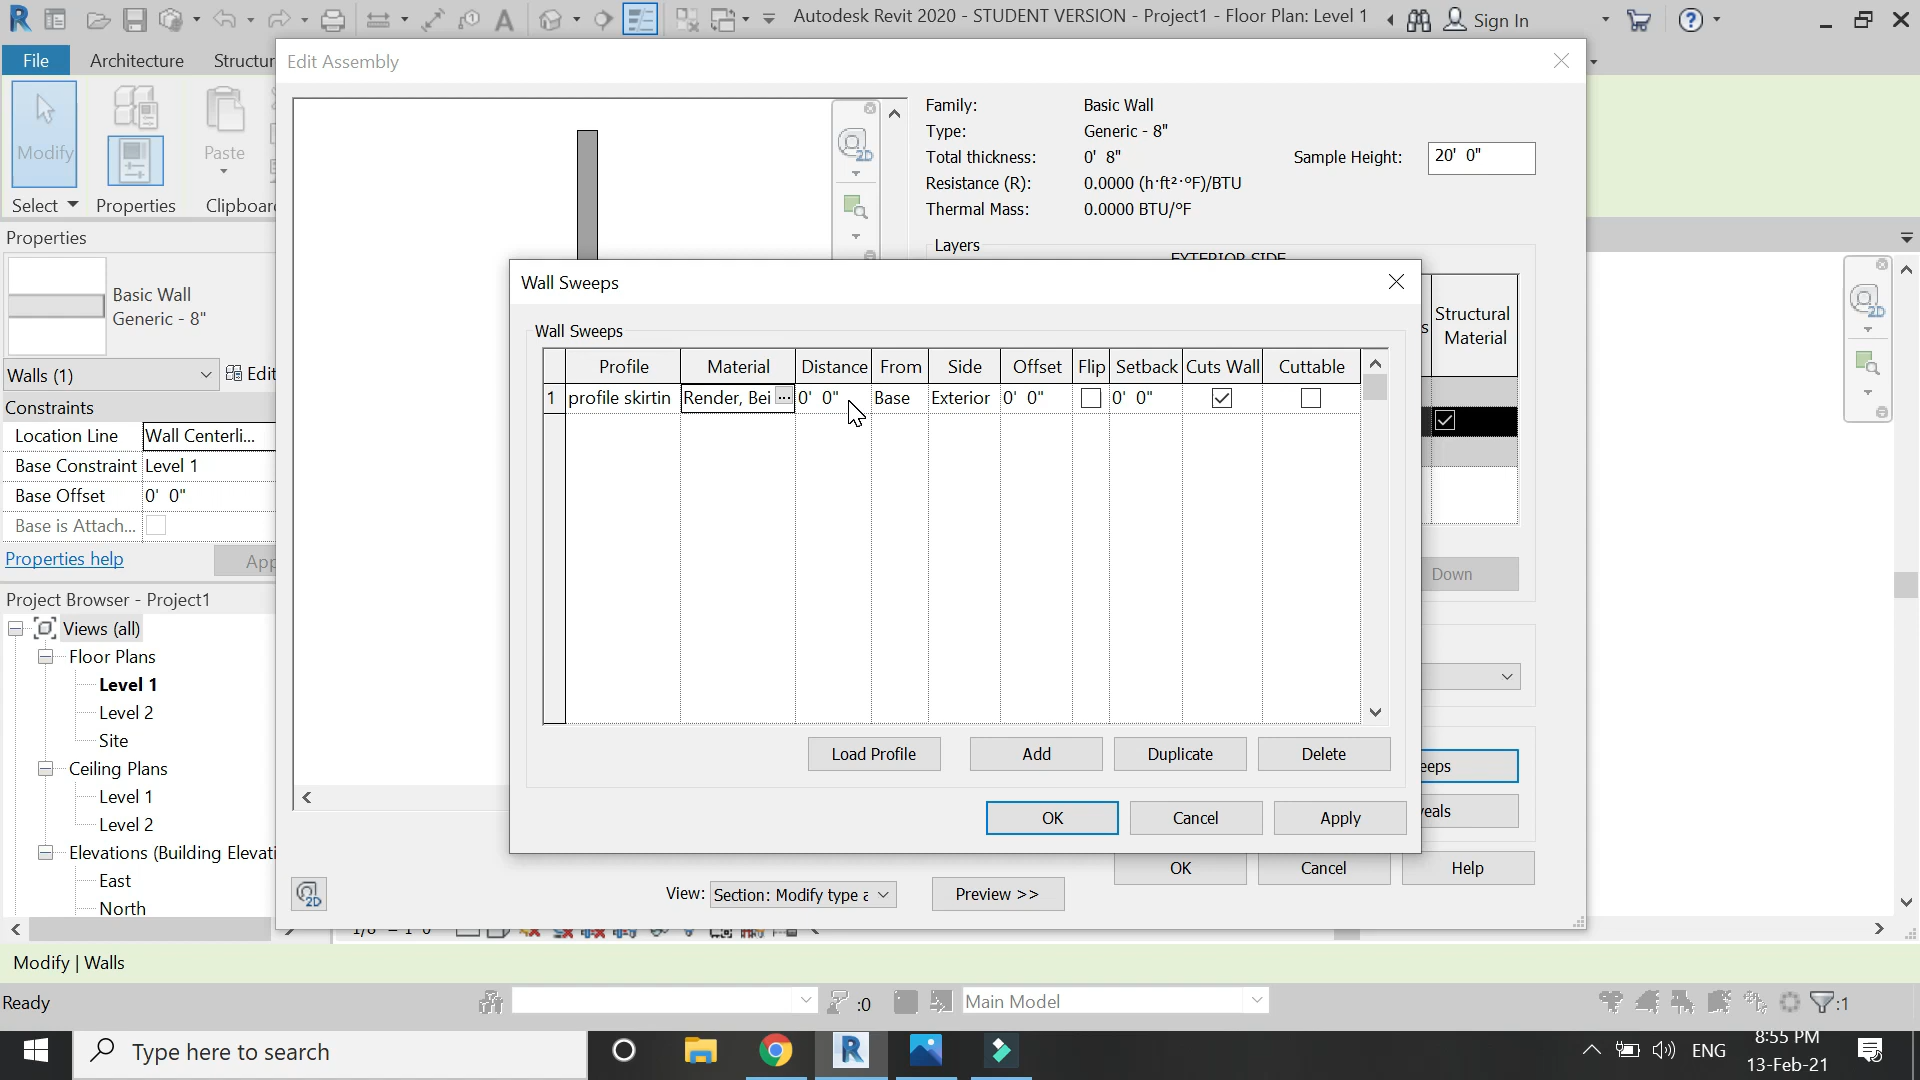 Autodesk Revit 2020 - STUDENT VERSION - Project1 - Floor Plan: Level 1
Sign In
File
Architecture
Structur
Modify
Paste
Select
Properties
Clipboard
Edit Assembly
Family:
Basic Wall
Type:
Generic - 8"
Total thickness:
0' 8"
Sample Height:
20' 0"
Resistance (R):
0.0000 (h·ft²·°F)/BTU
Thermal Mass:
0.0000 BTU/°F
Layers
EXTERIOR SIDE
Structural
Material
Down
eeps
veals
OK
Cancel
Help
View:
Section: Modify type a
Preview >>
Wall Sweeps
Wall Sweeps
Profile Material Distance From Side Offset Flip Setback Cuts Wall Cuttable
1 profile skirtin Render, Bei ... 0' 0" Base Exterior 0' 0" 0' 0"
Load Profile
Add
Duplicate
Delete
OK
Cancel
Apply
Properties
Basic Wall
Generic - 8"
Walls (1)
Edit
Constraints
Location Line Wall Centerli...
Base Constraint Level 1
Base Offset 0' 0"
Base is Attach...
Properties help
App
Project Browser - Project1
Views (all)
Floor Plans
Level 1
Level 2
Site
Ceiling Plans
Level 1
Level 2
Elevations (Building Elevati
East
North
Modify | Walls
Ready
:0
Main Model
:1
Type here to search
ENG
8:55 PM
13-Feb-21